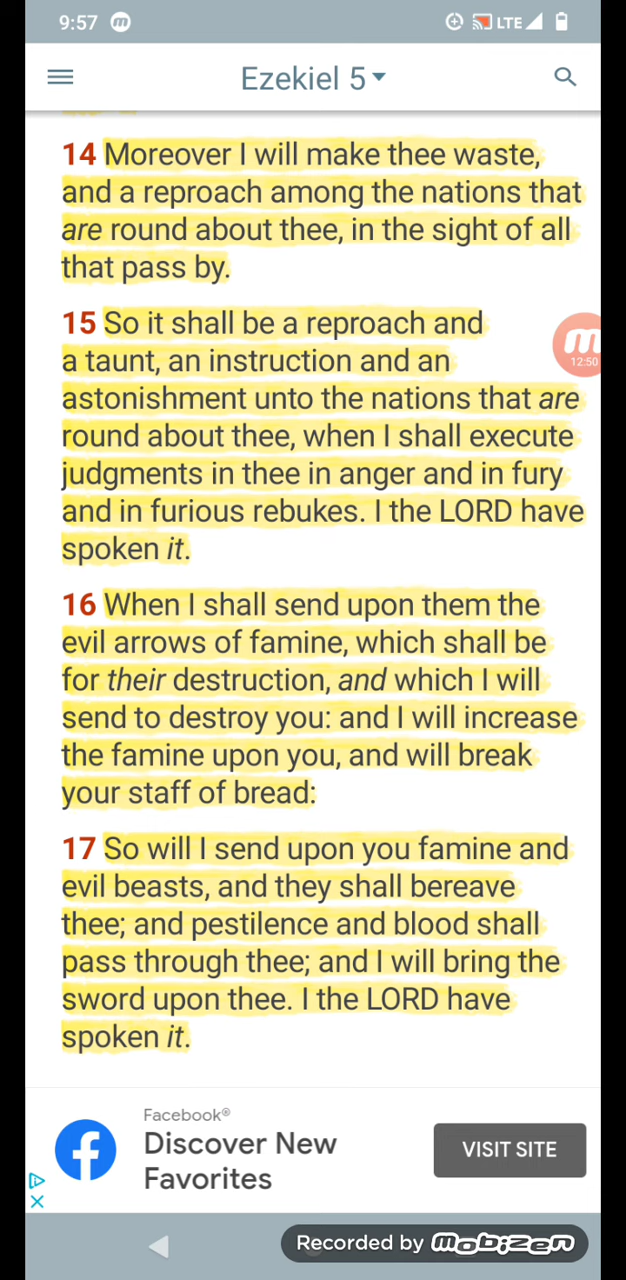 9:57
LTE
Ezekiel 5
14 Moreover I will make thee waste,
and a reproach among the nations that
are round about thee, in the sight of all
that pass by.
15 So it shall be a reproach and
a taunt, an instruction and an
astonishment unto the nations that are
round about thee, when I shall execute
judgments in thee in anger and in fury
and in furious rebukes. I the LORD have
spoken it.
12:50
16 When I shall send upon them the
evil arrows of famine, which shall be
for their destruction, and which I will
send to destroy you: and I will increase
the famine upon you, and will break
your staff of bread:
17 So will I send upon you famine and
evil beasts, and they shall bereave
thee; and pestilence and blood shall
pass through thee; and I will bring the
sword upon thee. I the LORD have
spoken it.
Facebook®
Discover New
Favorites
VISIT SITE
Recorded by mobizen